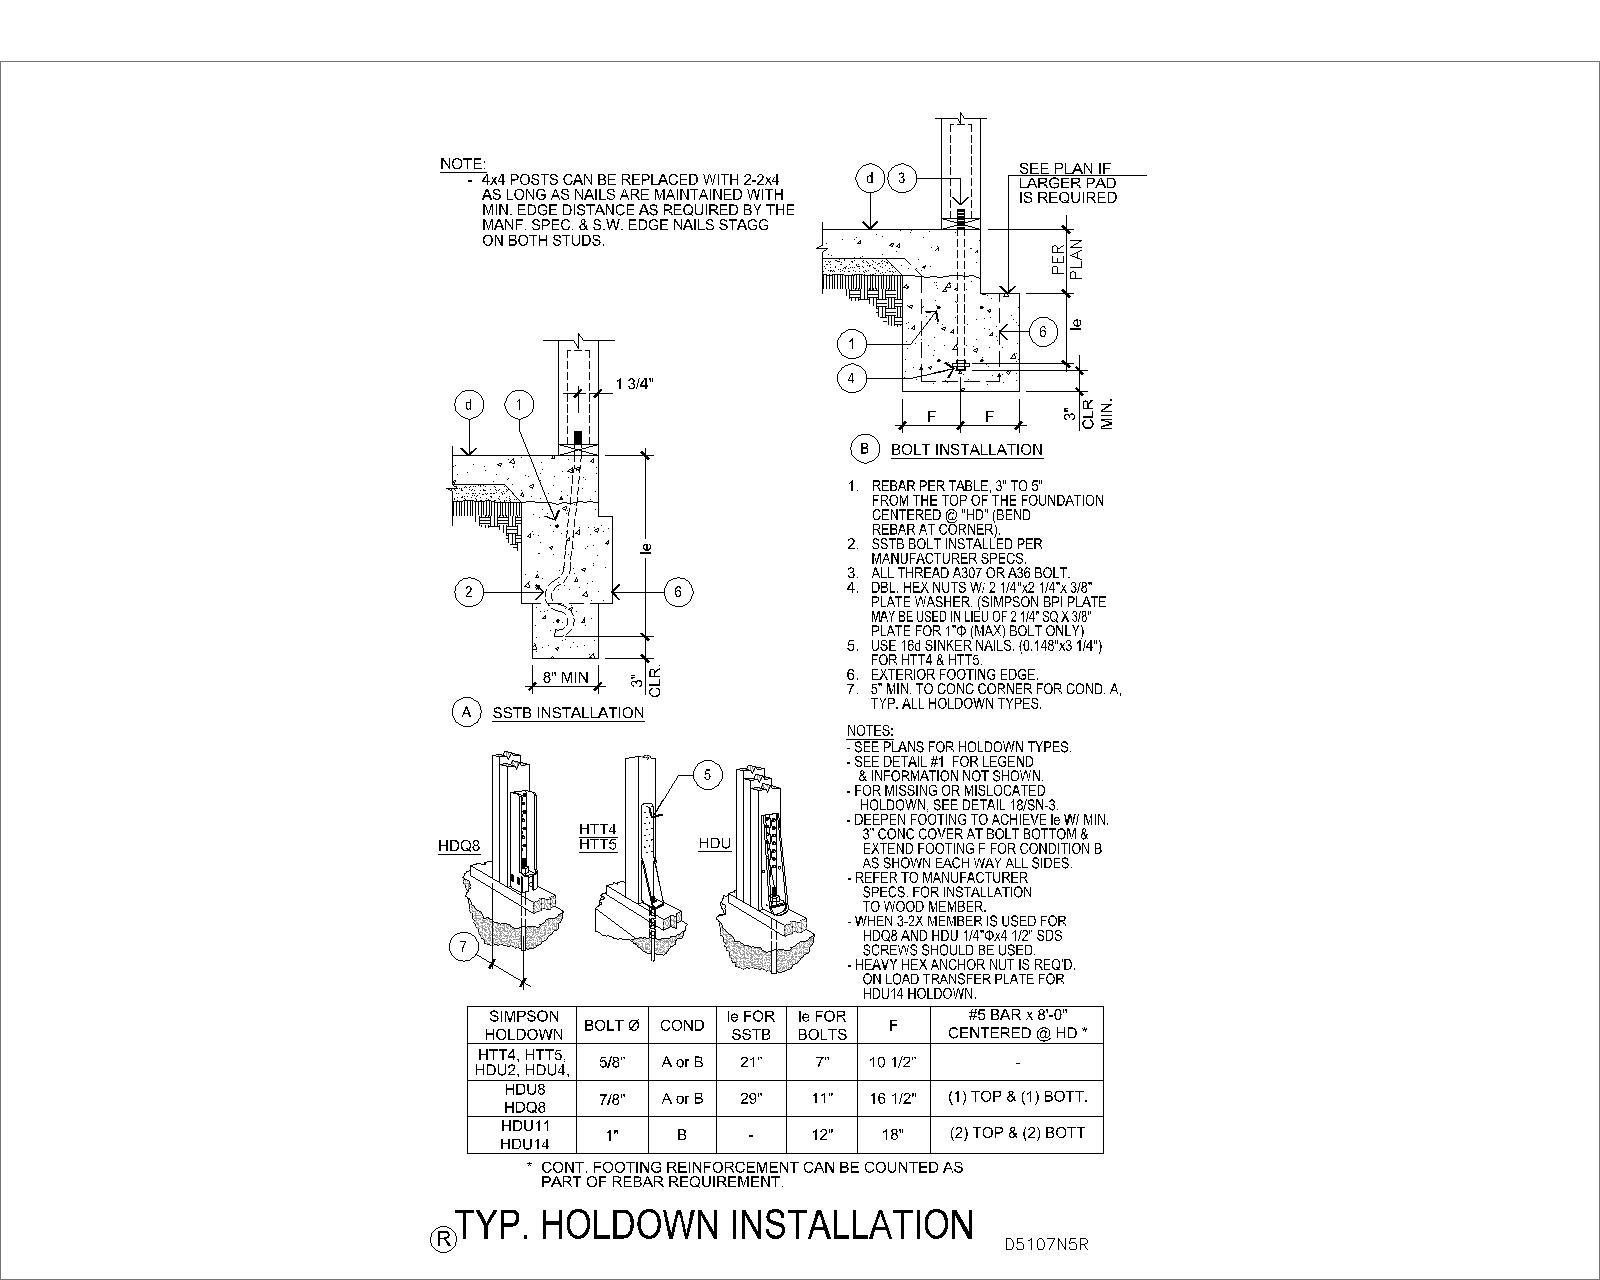 NOTE:
- 4x4 POSTS CAN BE REPLACED WITH 2-2x4
AS LONG AS NAILS ARE MAINTAINED WITH
MIN. EDGE DISTANCE AS REQUIRED BY THE
MANF. SPEC. & S.W. EDGE NAILS STAGG
ON BOTH STUDS.
d 3
SEE PLAN IF
LARGER PAD
IS REQUIRED
PER
PLAN
le
6
1
4
F F
3"
CLR
MIN.
B BOLT INSTALLATION
1 3/4"
d 1
le
2
6
8" MIN
3"
CLR.
A SSTB INSTALLATION
1. REBAR PER TABLE, 3" TO 5"
FROM THE TOP OF THE FOUNDATION
CENTERED @ "HD" (BEND
REBAR AT CORNER).
2. SSTB BOLT INSTALLED PER
MANUFACTURER SPECS.
3. ALL THREAD A307 OR A36 BOLT.
4. DBL. HEX NUTS W/ 2 1/4"x2 1/4"x 3/8"
PLATE WASHER. (SIMPSON BPI PLATE
MAY BE USED IN LIEU OF 2 1/4" SQ X 3/8"
PLATE FOR 1"Φ (MAX) BOLT ONLY)
5. USE 16d SINKER NAILS. (0.148"x3 1/4")
FOR HTT4 & HTT5.
6. EXTERIOR FOOTING EDGE.
7. 5" MIN. TO CONC CORNER FOR COND. A,
TYP. ALL HOLDOWN TYPES.
NOTES:
- SEE PLANS FOR HOLDOWN TYPES.
- SEE DETAIL #1 FOR LEGEND
& INFORMATION NOT SHOWN.
- FOR MISSING OR MISLOCATED
HOLDOWN, SEE DETAIL 18/SN-3.
- DEEPEN FOOTING TO ACHIEVE le W/ MIN.
3" CONC COVER AT BOLT BOTTOM &
EXTEND FOOTING F FOR CONDITION B
AS SHOWN EACH WAY ALL SIDES.
- REFER TO MANUFACTURER
SPECS. FOR INSTALLATION
TO WOOD MEMBER.
- WHEN 3-2X MEMBER IS USED FOR
HDQ8 AND HDU 1/4"Φx4 1/2" SDS
SCREWS SHOULD BE USED.
- HEAVY HEX ANCHOR NUT IS REQ'D.
ON LOAD TRANSFER PLATE FOR
HDU14 HOLDOWN.
5
HDQ8
HTT4
HTT5
HDU
7
SIMPSON HOLDOWN BOLT Ø COND le FOR SSTB le FOR BOLTS F #5 BAR x 8'-0" CENTERED @ HD *
HTT4, HTT5, HDU2, HDU4, 5/8" A or B 21" 7" 10 1/2" -
HDU8 HDQ8 7/8" A or B 29" 11" 16 1/2" (1) TOP & (1) BOTT.
HDU11 HDU14 1" B - 12" 18" (2) TOP & (2) BOTT
* CONT. FOOTING REINFORCEMENT CAN BE COUNTED AS
PART OF REBAR REQUIREMENT.
R TYP. HOLDOWN INSTALLATION
D5107N5R